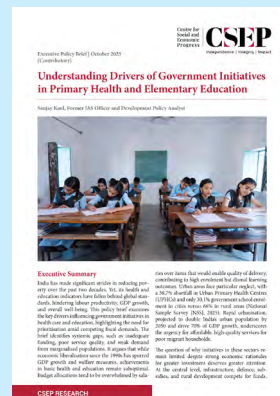 Centre for
Social and
Economic
Progress
CSEP
Independence | Integrity | Impact
Executive Policy Brief | October 2025
(Contributory)
Understanding Drivers of Government Initiatives
in Primary Health and Elementary Education
Sanjay Kaul, Former IAS Officer and Development Policy Analyst
Executive Summary
India has made significant strides in reducing pov-
erty over the past two decades. Yet, its health and
education indicators have fallen behind global stan-
dards, hindering labour productivity, GDP growth,
and overall well-being. This policy brief examines
the key drivers influencing government initiatives in
health care and education, highlighting the need for
prioritisation amid competing fiscal demands. The
brief identifies systemic gaps, such as inadequate
funding, poor service quality, and weak demand
from marginalised populations. It argues that while
economic liberalisation since the 1990s has spurred
GDP growth and welfare measures, achievements
in basic health and education remain suboptimal.
Budget allocations tend to be overwhelmed by sala-
ries over items that would enable quality of delivery,
contributing to high enrolment but dismal learning
outcomes. Urban areas face particular neglect, with
a 36.7% shortfall in Urban Primary Health Centres
(UPHCs) and only 30.1% government school enrol-
ment in cities versus 66% in rural ones (National
Sample Survey [NSS], 2025). Rapid urbanisation,
projected to double India's urban population by
2050 and drive 70% of GDP growth, underscores
the urgency for affordable, high-quality services for
poor migrant households.
The question of why initiatives in these sectors re-
main limited despite strong economic rationales
for greater investment deserves greater attention.
At the central level, infrastructure, defence, sub-
sidies, and rural development compete for funds,
CSEP RESEARCH